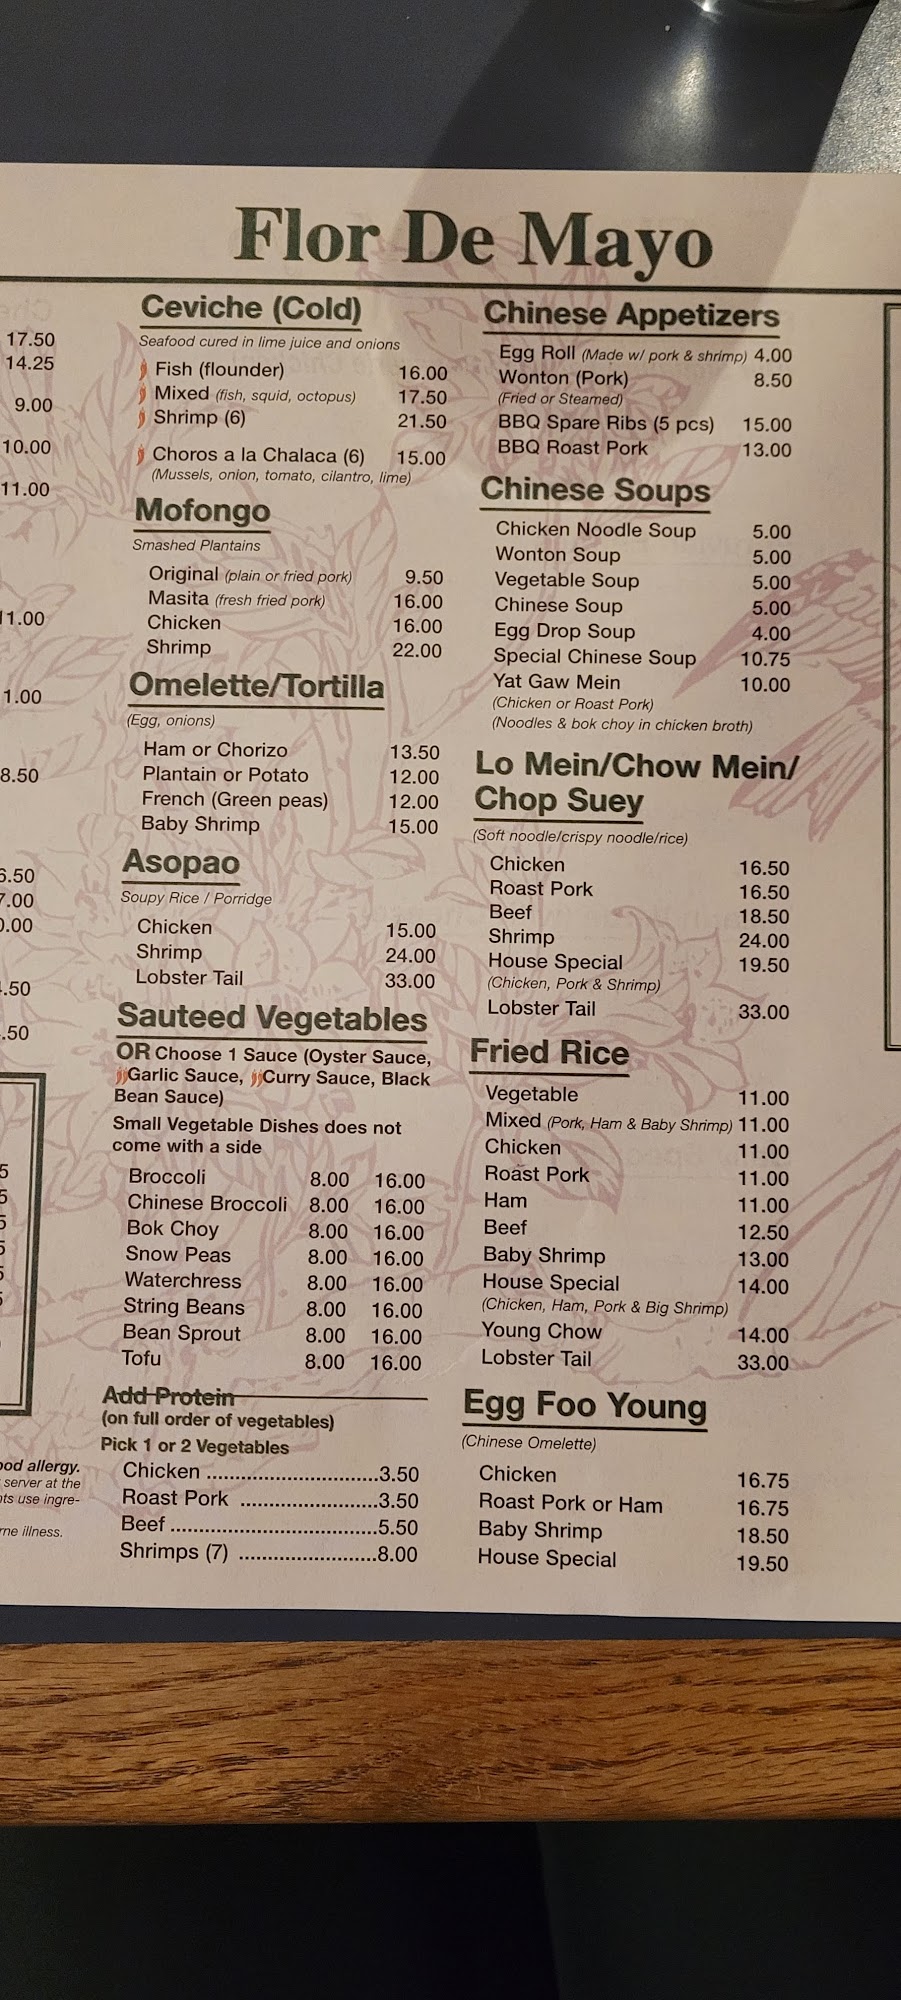 Flor De Mayo
17.50
14.25
9.00
10.00
11.00
11.00
1.00
8.50
.50
.50
ood allergy.
server at the
nts use ingre-
illness.
Ceviche (Cold)
Seafood cured in lime juice and onions
Fish (flounder) 16.00
Mixed (fish, squid, octopus) 17.50
Shrimp (6) 21.50
Choros a la Chalaca (6) 15.00
(Mussels, onion, tomato, cilantro, lime)
Mofongo
Smashed Plantains
Original (plain or fried pork) 9.50
Masita (fresh fried pork) 16.00
Chicken 16.00
Shrimp 22.00
Omelette/Tortilla
(Egg, onions)
Ham or Chorizo 13.50
Plantain or Potato 12.00
French (Green peas) 12.00
Baby Shrimp 15.00
Asopao
Soupy Rice / Porridge
Chicken 15.00
Shrimp 24.00
Lobster Tail 33.00
Sauteed Vegetables
OR Choose 1 Sauce (Oyster Sauce,
Garlic Sauce, Curry Sauce, Black
Bean Sauce)
Small Vegetable Dishes does not
come with a side
Broccoli 8.00 16.00
Chinese Broccoli 8.00 16.00
Bok Choy 8.00 16.00
Snow Peas 8.00 16.00
Waterchress 8.00 16.00
String Beans 8.00 16.00
Bean Sprout 8.00 16.00
Tofu 8.00 16.00
Add Protein
(on full order of vegetables)
Pick 1 or 2 Vegetables
Chicken ............................3.50
Roast Pork .......................3.50
Beef ..................................5.50
Shrimps (7) .......................8.00
Chinese Appetizers
Egg Roll (Made w/ pork & shrimp) 4.00
Wonton (Pork) 8.50
(Fried or Steamed)
BBQ Spare Ribs (5 pcs) 15.00
BBQ Roast Pork 13.00
Chinese Soups
Chicken Noodle Soup 5.00
Wonton Soup 5.00
Vegetable Soup 5.00
Chinese Soup 5.00
Egg Drop Soup 4.00
Special Chinese Soup 10.75
Yat Gaw Mein 10.00
(Chicken or Roast Pork)
(Noodles & bok choy in chicken broth)
Lo Mein/Chow Mein/
Chop Suey
(Soft noodle/crispy noodle/rice)
Chicken 16.50
Roast Pork 16.50
Beef 18.50
Shrimp 24.00
House Special 19.50
(Chicken, Pork & Shrimp)
Lobster Tail 33.00
Fried Rice
Vegetable 11.00
Mixed (Pork, Ham & Baby Shrimp) 11.00
Chicken 11.00
Roast Pork 11.00
Ham 11.00
Beef 12.50
Baby Shrimp 13.00
House Special 14.00
(Chicken, Ham, Pork & Big Shrimp)
Young Chow 14.00
Lobster Tail 33.00
Egg Foo Young
(Chinese Omelette)
Chicken 16.75
Roast Pork or Ham 16.75
Baby Shrimp 18.50
House Special 19.50